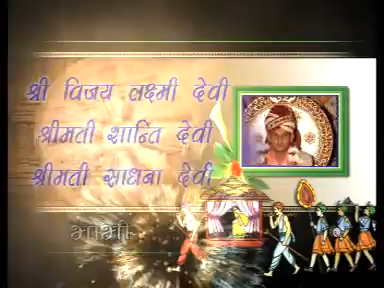 श्री विजय लक्ष्मी देवी
श्रीमती शान्ति देवी
श्रीमती साधना देवी
भाभी